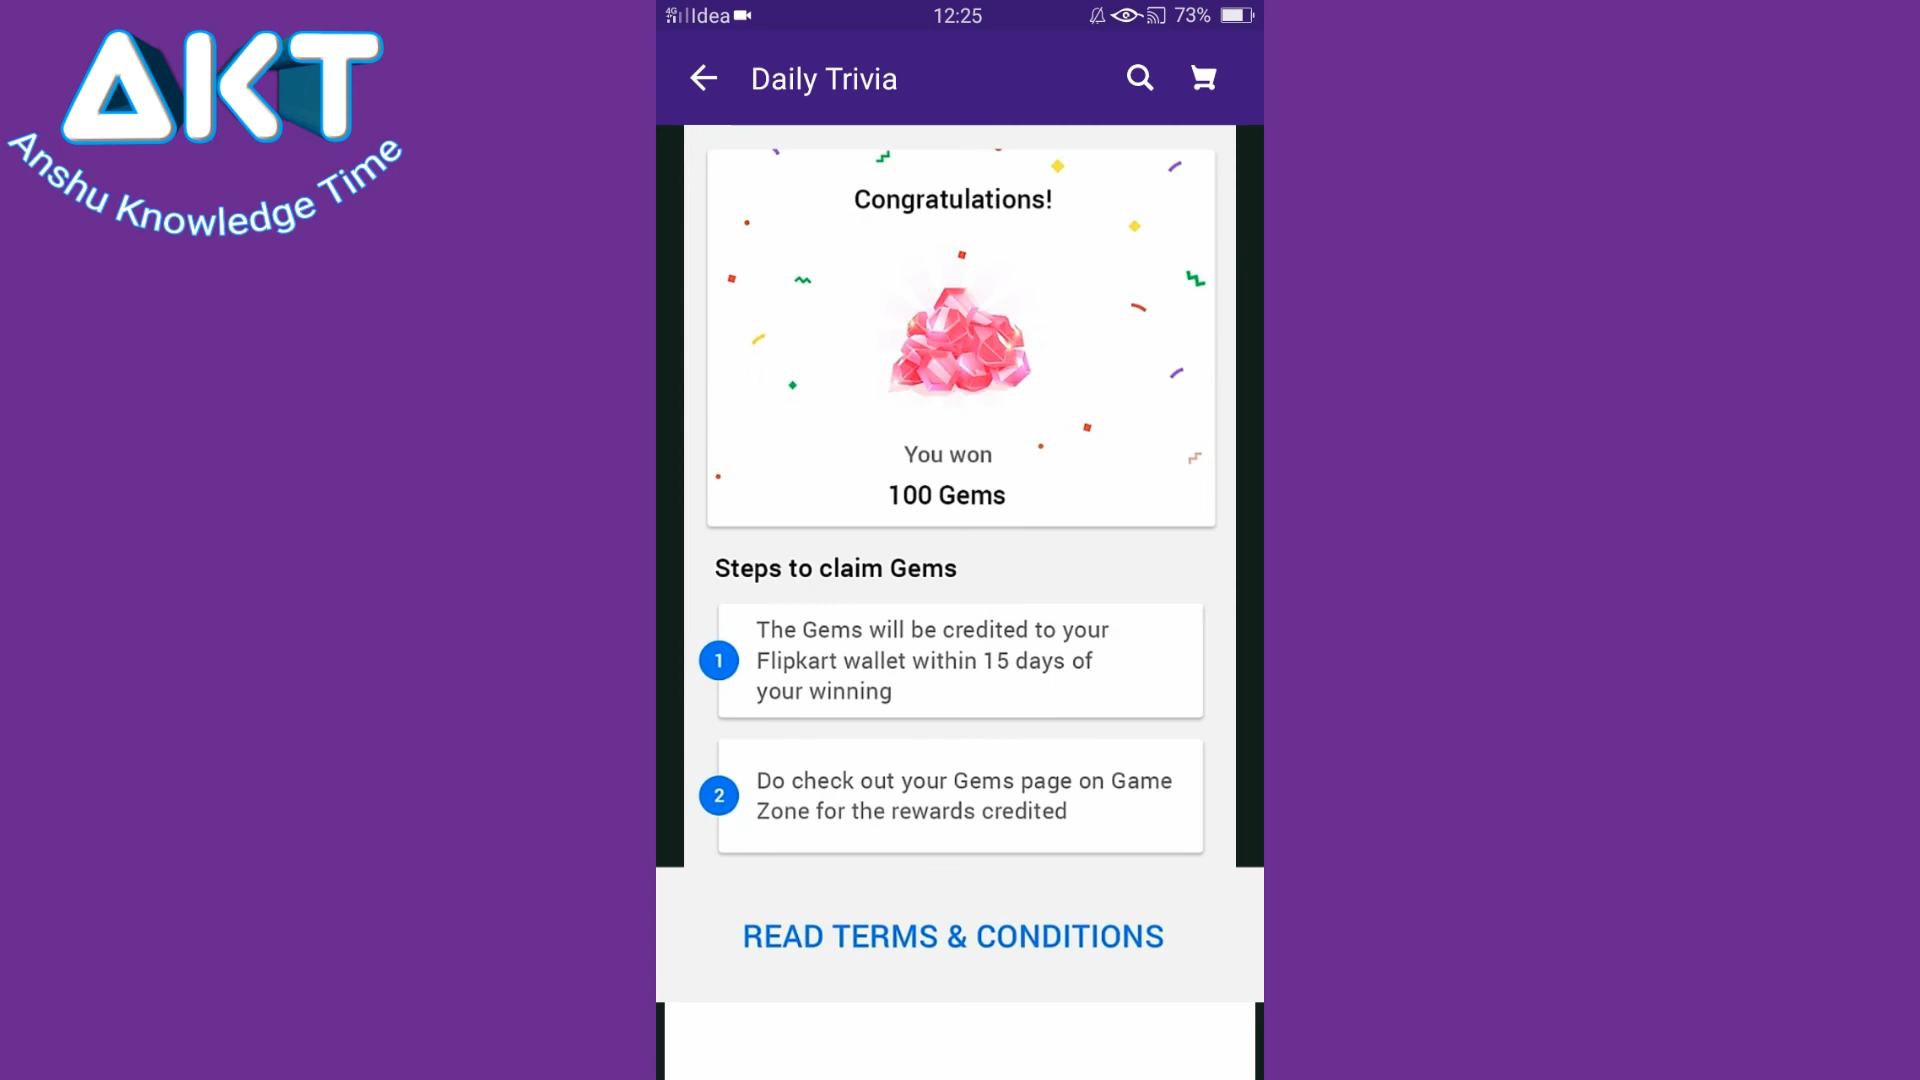 AKT
Anshu Knowledge Time
4G Idea 12:25 73%
Daily Trivia
Congratulations!
You won
100 Gems
Steps to claim Gems
1
The Gems will be credited to your
Flipkart wallet within 15 days of
your winning
2
Do check out your Gems page on Game
Zone for the rewards credited
READ TERMS & CONDITIONS